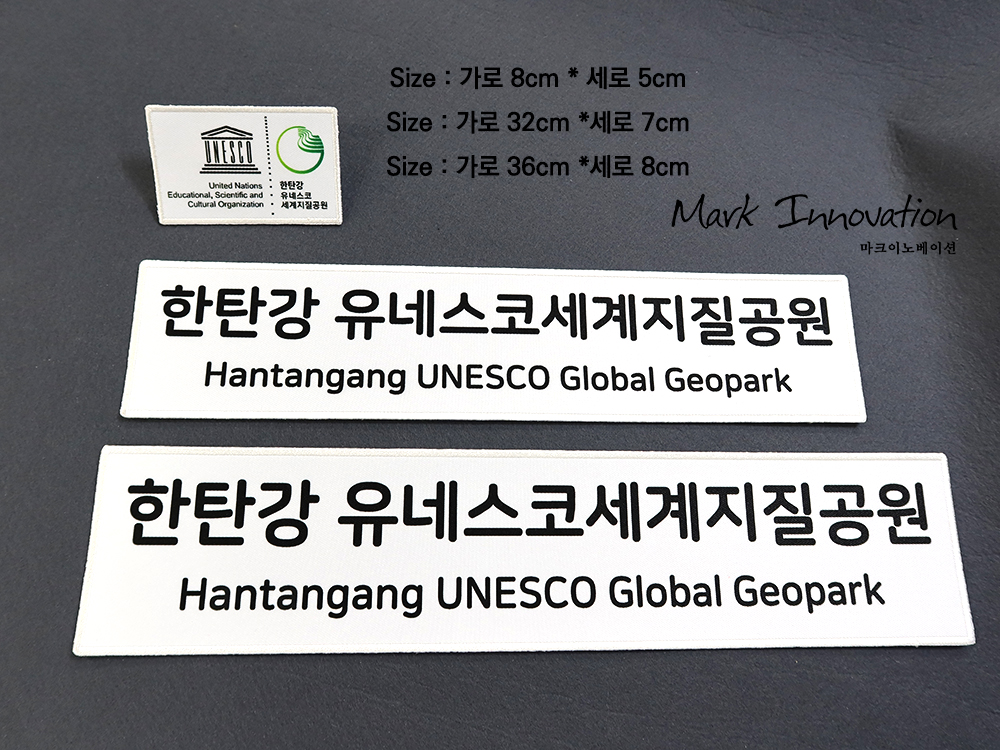 Size : 가로 8cm * 세로 5cm
Size : 가로 32cm *세로 7cm
Size : 가로 36cm *세로 8cm
Mark Innovation
마크이노베이션
UNESCO
United Nations
Educational, Scientific and
Cultural Organization
한탄강
유네스코
세계지질공원
한탄강 유네스코세계지질공원
Hantangang UNESCO Global Geopark
한탄강 유네스코세계지질공원
Hantangang UNESCO Global Geopark